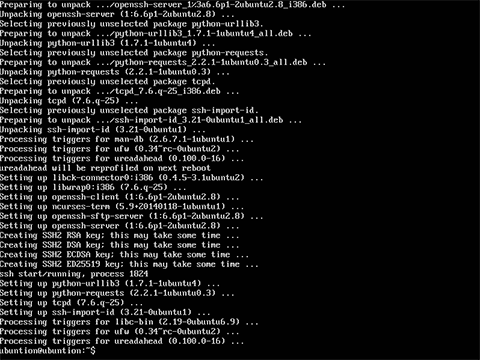 Preparing to unpack .../openssh-server_1%3a6.6p1-2ubuntu2.8_i386.deb ...
Unpacking openssh-server (1:6.6p1-2ubuntu2.8) ...
Selecting previously unselected package python-urllib3.
Preparing to unpack .../python-urllib3_1.7.1-1ubuntu4_all.deb ...
Unpacking python-urllib3 (1.7.1-1ubuntu4) ...
Selecting previously unselected package python-requests.
Preparing to unpack .../python-requests_2.2.1-1ubuntu0.3_all.deb ...
Unpacking python-requests (2.2.1-1ubuntu0.3) ...
Selecting previously unselected package tcpd.
Preparing to unpack .../tcpd_7.6.q-25_i386.deb ...
Unpacking tcpd (7.6.q-25) ...
Selecting previously unselected package ssh-import-id.
Preparing to unpack .../ssh-import-id_3.21-0ubuntu1_all.deb ...
Unpacking ssh-import-id (3.21-0ubuntu1) ...
Processing triggers for man-db (2.6.7.1-1ubuntu1) ...
Processing triggers for ufw (0.34~rc-0ubuntu2) ...
Processing triggers for ureadahead (0.100.0-16) ...
ureadahead will be reprofiled on next reboot
Setting up libck-connector0:i386 (0.4.5-3.1ubuntu2) ...
Setting up libwrap0:i386 (7.6.q-25) ...
Setting up openssh-client (1:6.6p1-2ubuntu2.8) ...
Setting up ncurses-term (5.9+20140118-1ubuntu1) ...
Setting up openssh-sftp-server (1:6.6p1-2ubuntu2.8) ...
Setting up openssh-server (1:6.6p1-2ubuntu2.8) ...
Creating SSH2 RSA key; this may take some time ...
Creating SSH2 DSA key; this may take some time ...
Creating SSH2 ECDSA key; this may take some time ...
Creating SSH2 ED25519 key; this may take some time ...
ssh start/running, process 1824
Setting up python-urllib3 (1.7.1-1ubuntu4) ...
Setting up python-requests (2.2.1-1ubuntu0.3) ...
Setting up tcpd (7.6.q-25) ...
Setting up ssh-import-id (3.21-0ubuntu1) ...
Processing triggers for libc-bin (2.19-0ubuntu6.9) ...
Processing triggers for ufw (0.34~rc-0ubuntu2) ...
Processing triggers for ureadahead (0.100.0-16) ...
ubuntion@ubuntion:~$